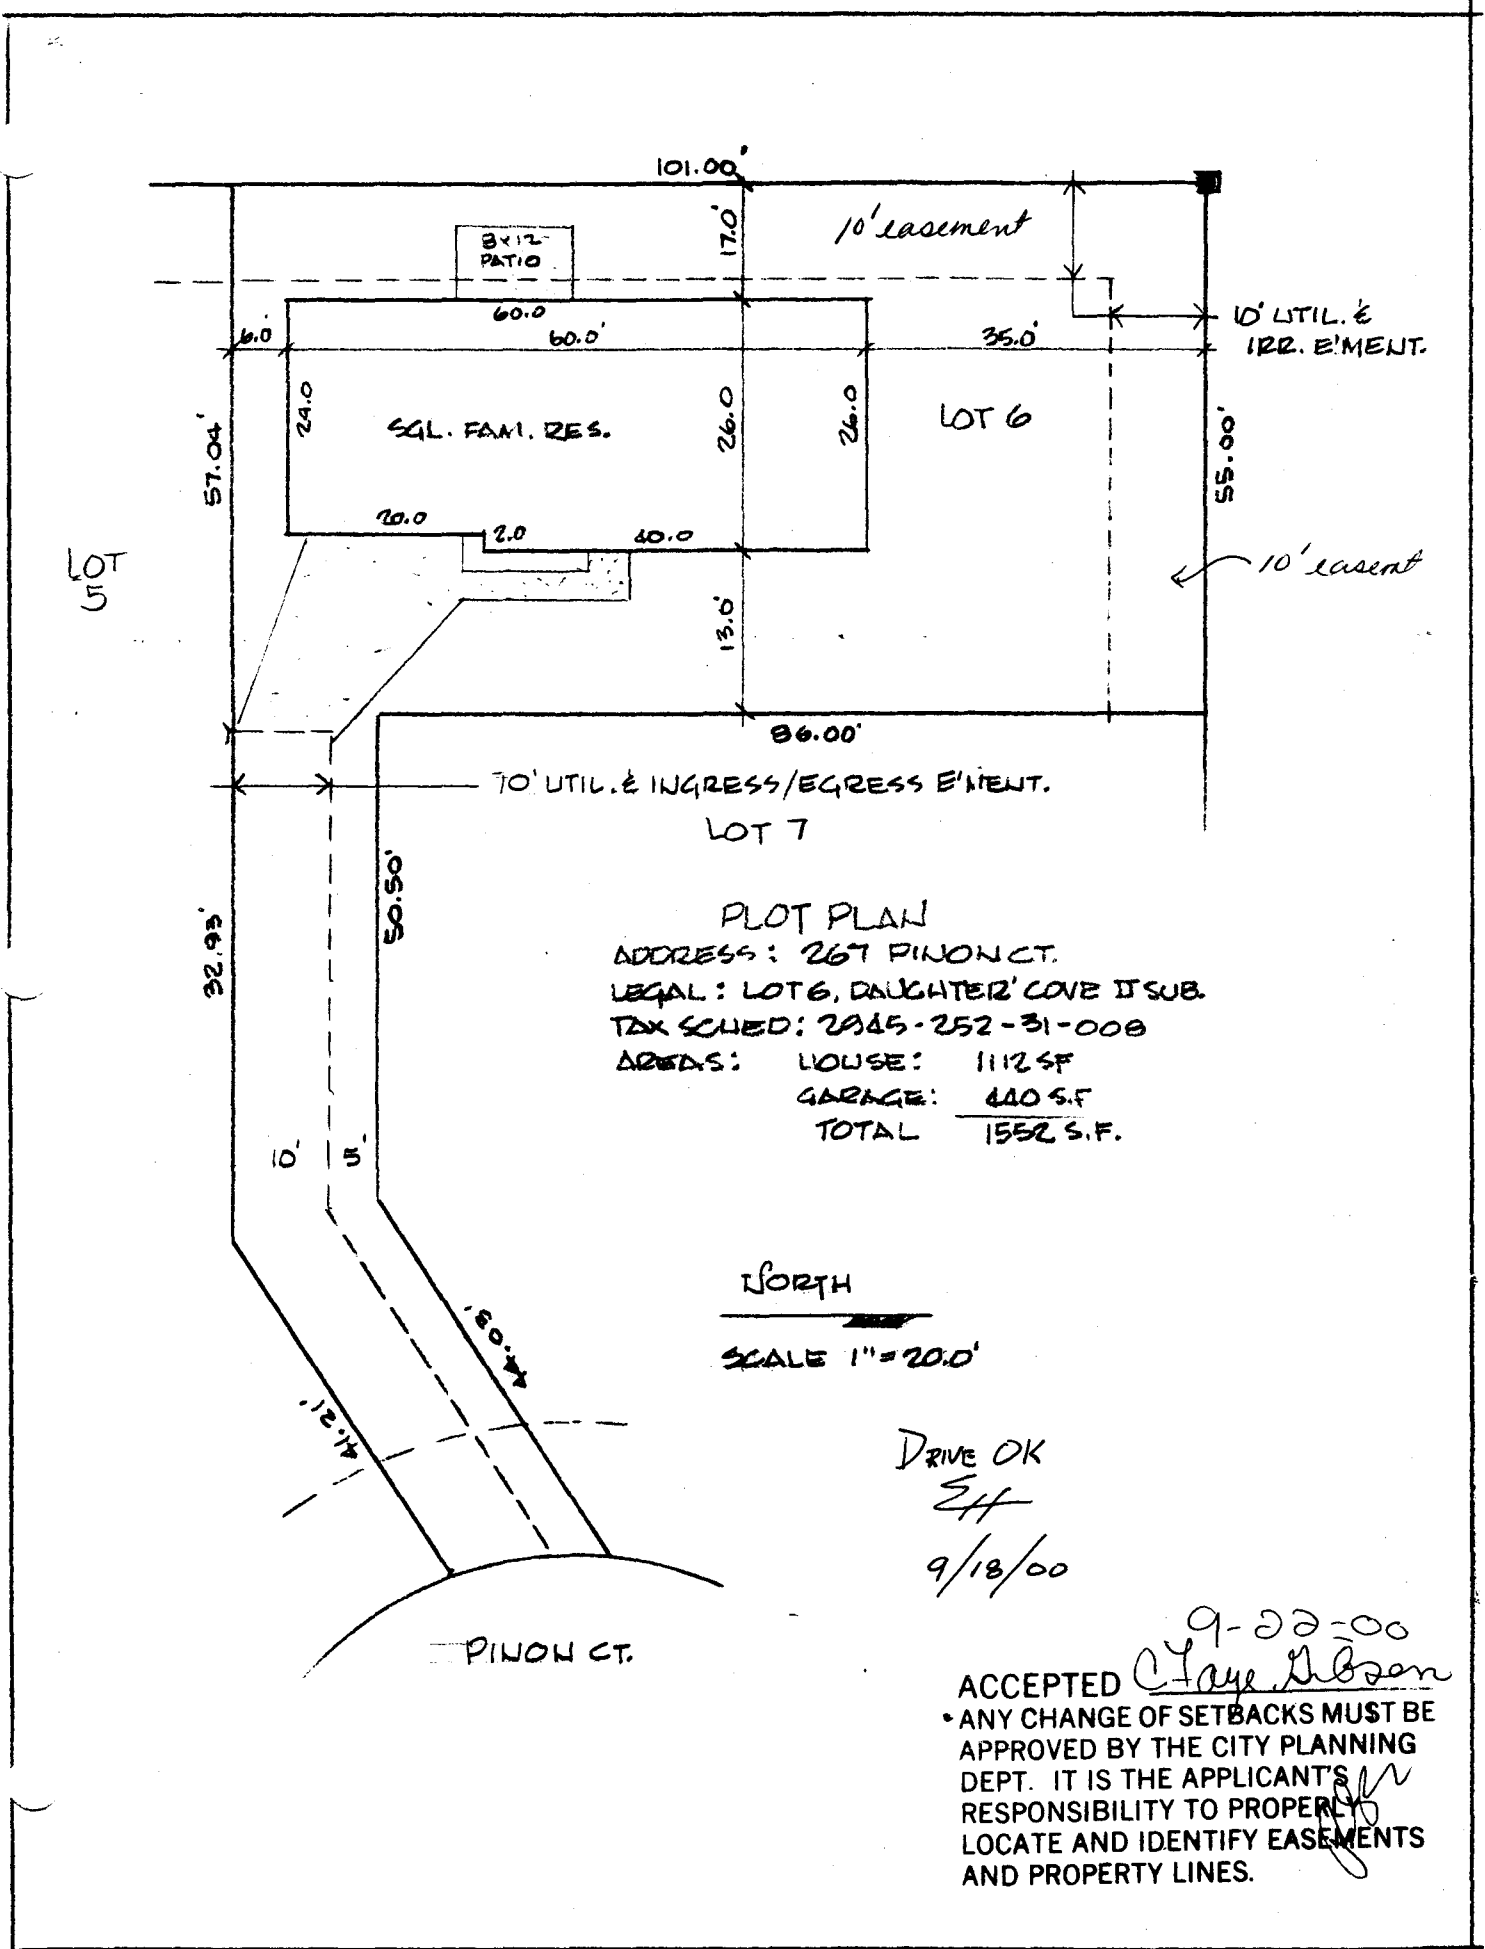 101.00'
17.0'
10' easement
8x12
PATIO
60.0
6.0'
60.0'
35.0'
10' UTIL. &
IRR. E'MENT.
24.0
SGL. FAM. RES.
26.0
26.0
LOT 6
57.04'
55.00'
20.0
2.0
40.0
LOT
5
10' easemt
13.0'
86.00'
10' UTIL. & INGRESS/EGRESS E'MENT.
LOT 7
50.50'
32.93'
PLOT PLAN
ADDRESS: 267 PINON CT.
LEGAL: LOT 6, DAUGHTER' COVE II SUB.
TAX SCHED: 2945-252-31-008
AREAS: HOUSE: 1112 SF
GARAGE: 440 S.F
TOTAL 1552 S.F.
10'
5'
NORTH
SCALE 1"=20.0'
44.03'
41.21'
DRIVE OK
EH
9/18/00
PINON CT.
9-22-00
ACCEPTED C Faye Gibson
ANY CHANGE OF SETBACKS MUST BE
APPROVED BY THE CITY PLANNING
DEPT. IT IS THE APPLICANT'S
RESPONSIBILITY TO PROPERLY
LOCATE AND IDENTIFY EASEMENTS
AND PROPERTY LINES.